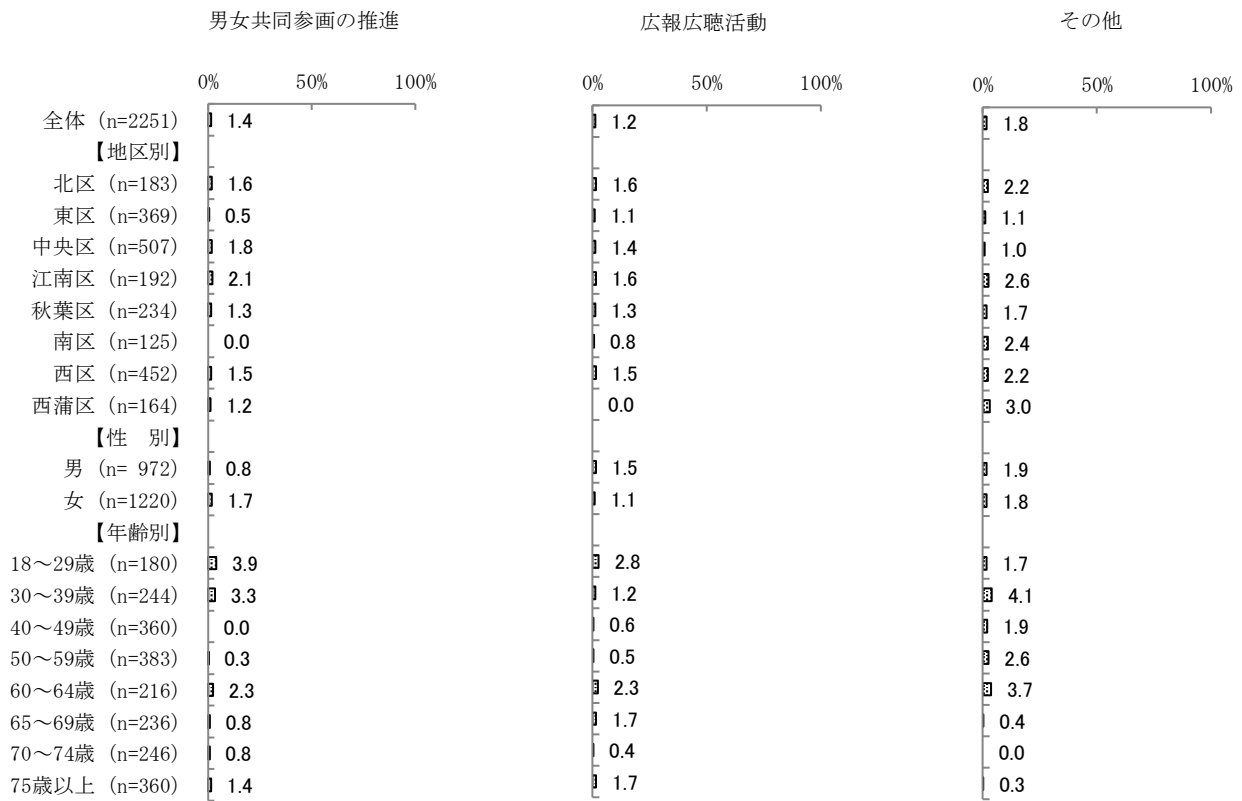 男女共同参画の推進 広報広聴活動 その他
0% 50% 100% 0% 50% 100% 0% 50% 100%
全体 (n=2251) 1.4 1.2 1.8
【地区別】
北区 (n=183) 1.6 1.6 2.2
東区 (n=369) 0.5 1.1 1.1
中央区 (n=507) 1.8 1.4 1.0
江南区 (n=192) 2.1 1.6 2.6
秋葉区 (n=234) 1.3 1.3 1.7
南区 (n=125) 0.0 0.8 2.4
西区 (n=452) 1.5 1.5 2.2
西蒲区 (n=164) 1.2 0.0 3.0
【性　別】
男 (n= 972) 0.8 1.5 1.9
女 (n=1220) 1.7 1.1 1.8
【年齢別】
18～29歳 (n=180) 3.9 2.8 1.7
30～39歳 (n=244) 3.3 1.2 4.1
40～49歳 (n=360) 0.0 0.6 1.9
50～59歳 (n=383) 0.3 0.5 2.6
60～64歳 (n=216) 2.3 2.3 3.7
65～69歳 (n=236) 0.8 1.7 0.4
70～74歳 (n=246) 0.8 0.4 0.0
75歳以上 (n=360) 1.4 1.7 0.3